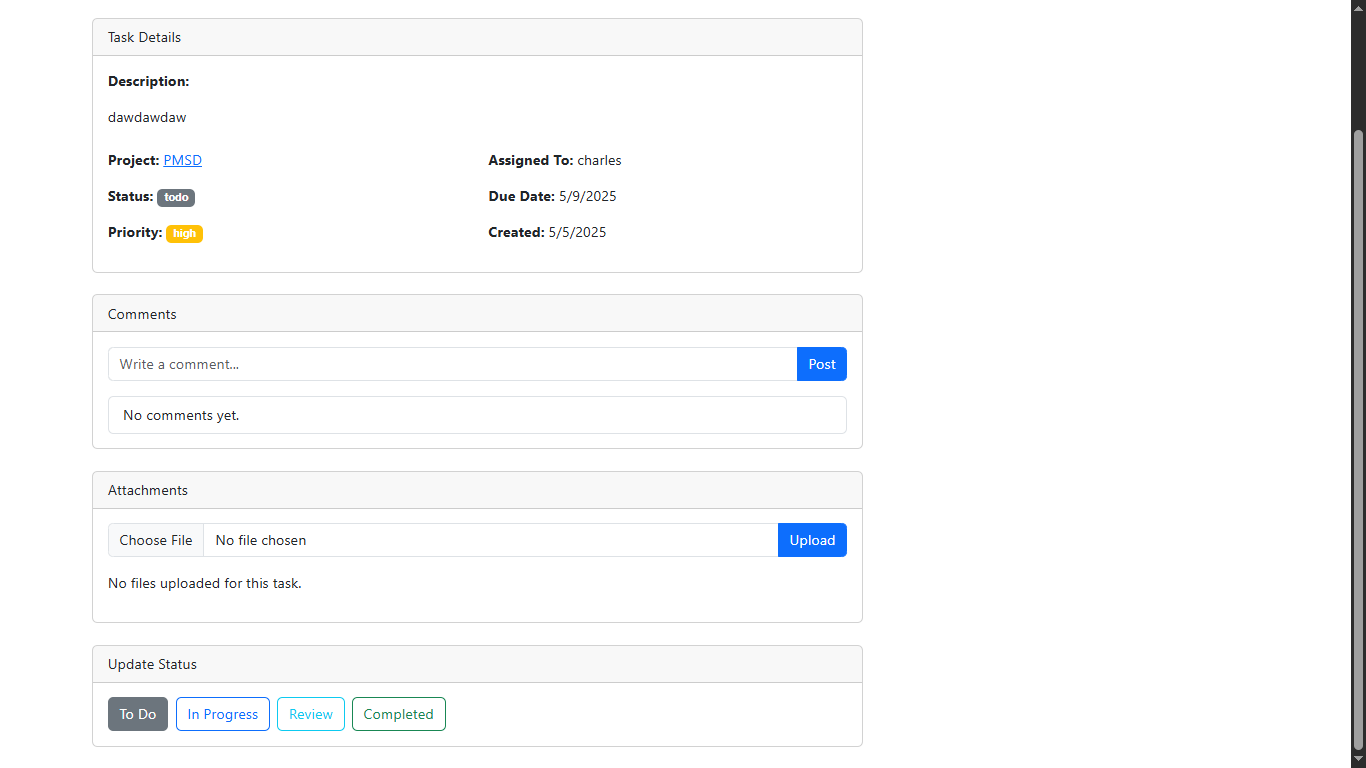 Task Details
Description:
dawdawdaw
Project: PMSD
Assigned To: charles
Status: todo
Due Date: 5/9/2025
Priority: high
Created: 5/5/2025
Comments
Write a comment...
Post
No comments yet.
Attachments
Choose File No file chosen
Upload
No files uploaded for this task.
Update Status
To Do
In Progress
Review
Completed